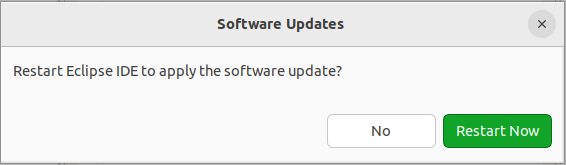 Software Updates
Restart Eclipse IDE to apply the software update?
No
Restart Now